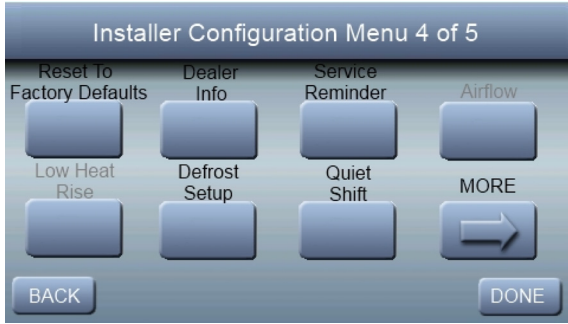 Installer Configuration Menu 4 of 5
Reset To
Factory Defaults
Dealer
Info
Service
Reminder
Airflow
Low Heat
Rise
Defrost
Setup
Quiet
Shift
MORE
BACK
DONE